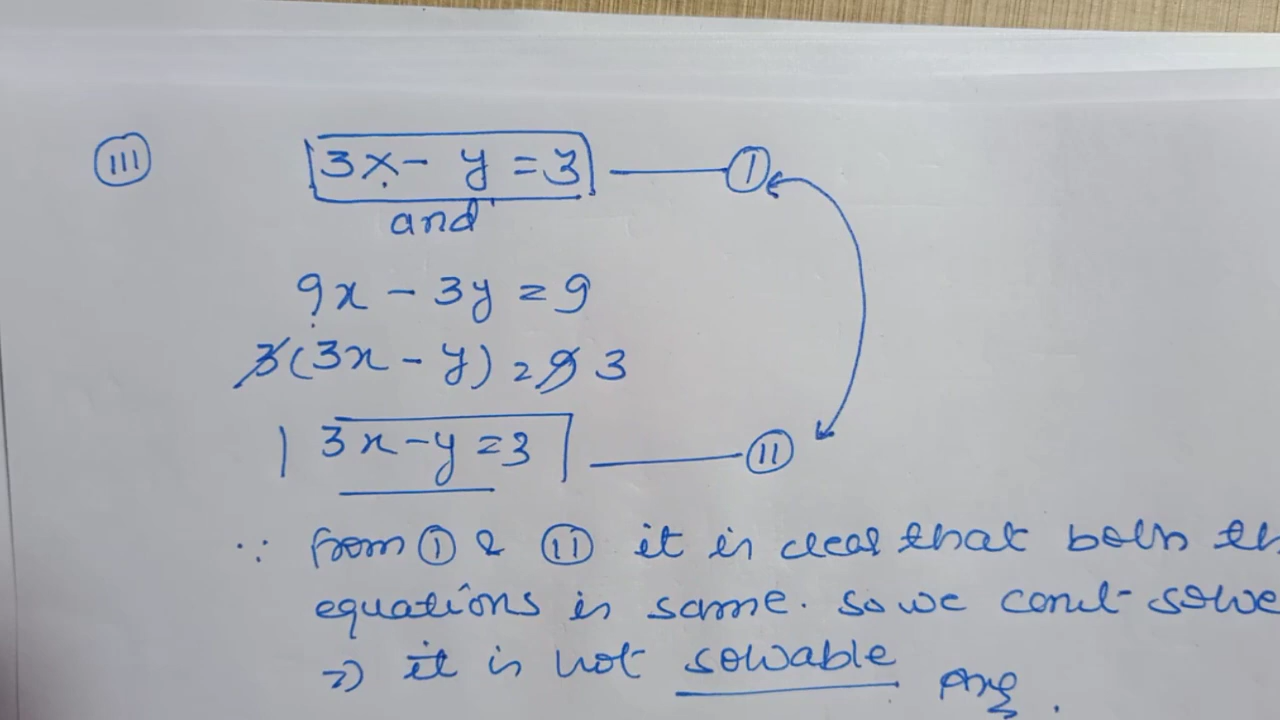 III 3x - y = 3 I
and
9x - 3y = 9
3(3x - y) = 9 3
3x - y = 3 II
∵ from I & II it is clear that both th
equations is same. so we can't solve
⇒ it is not solvable Ans.